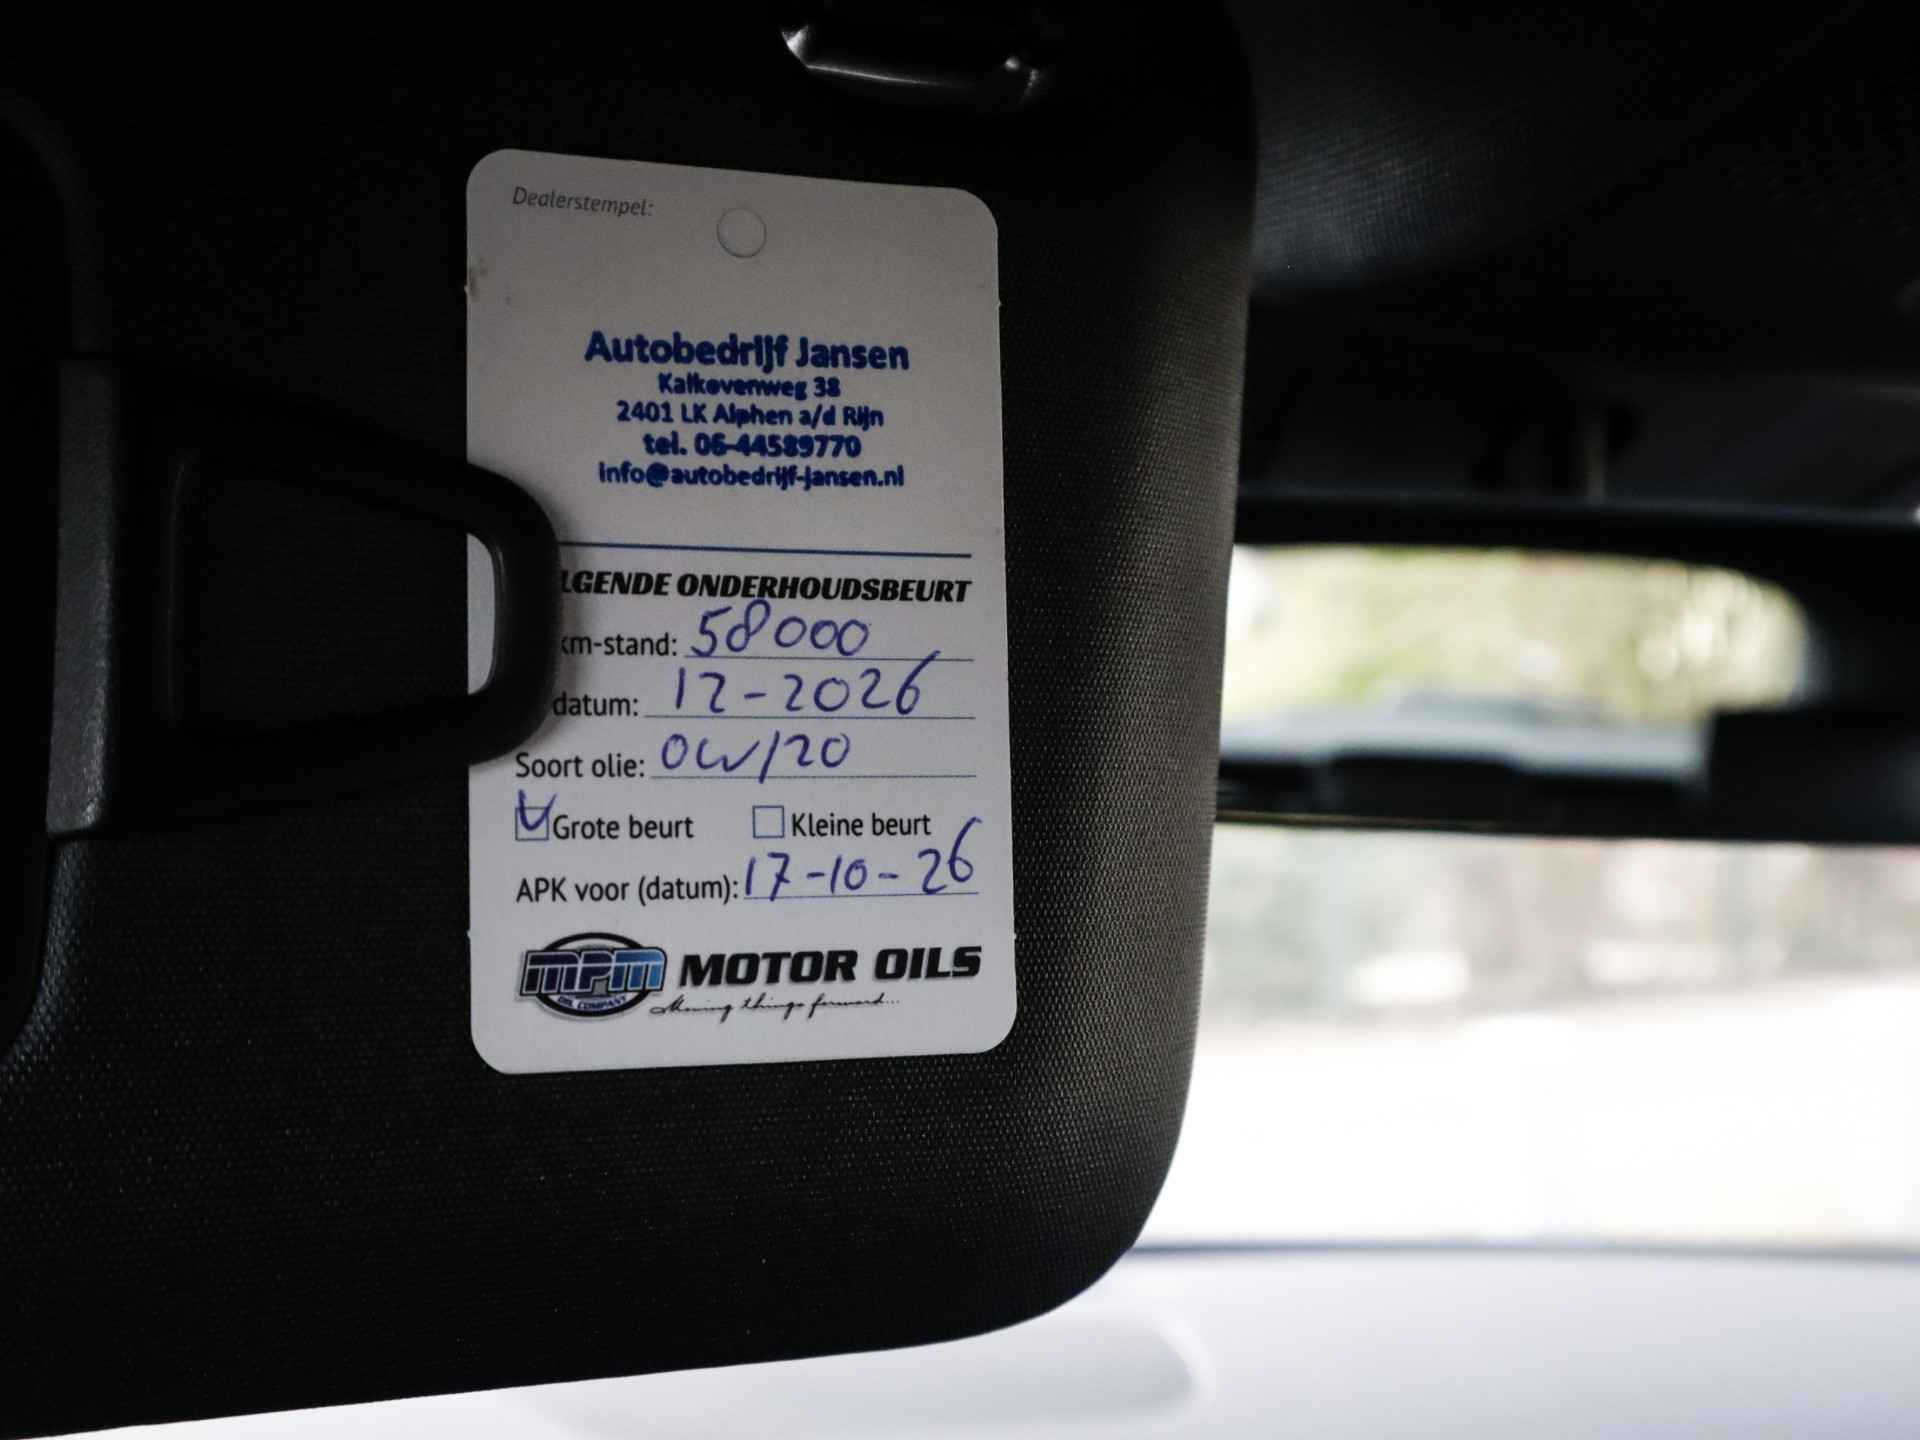 Dealerstempel:
Autobedrijf Jansen
Kalkovenweg 38
2401 LK Alphen a/d Rijn
tel. 06-44589770
info@autobedrijf-jansen.nl
LGENDE ONDERHOUDSBEURT
km-stand: 58000
datum: 12-2026
Soort olie: 0W/20
Grote beurt Kleine beurt
APK voor (datum): 17-10-26
MPM MOTOR OILS
OIL COMPANY Moving things forward...